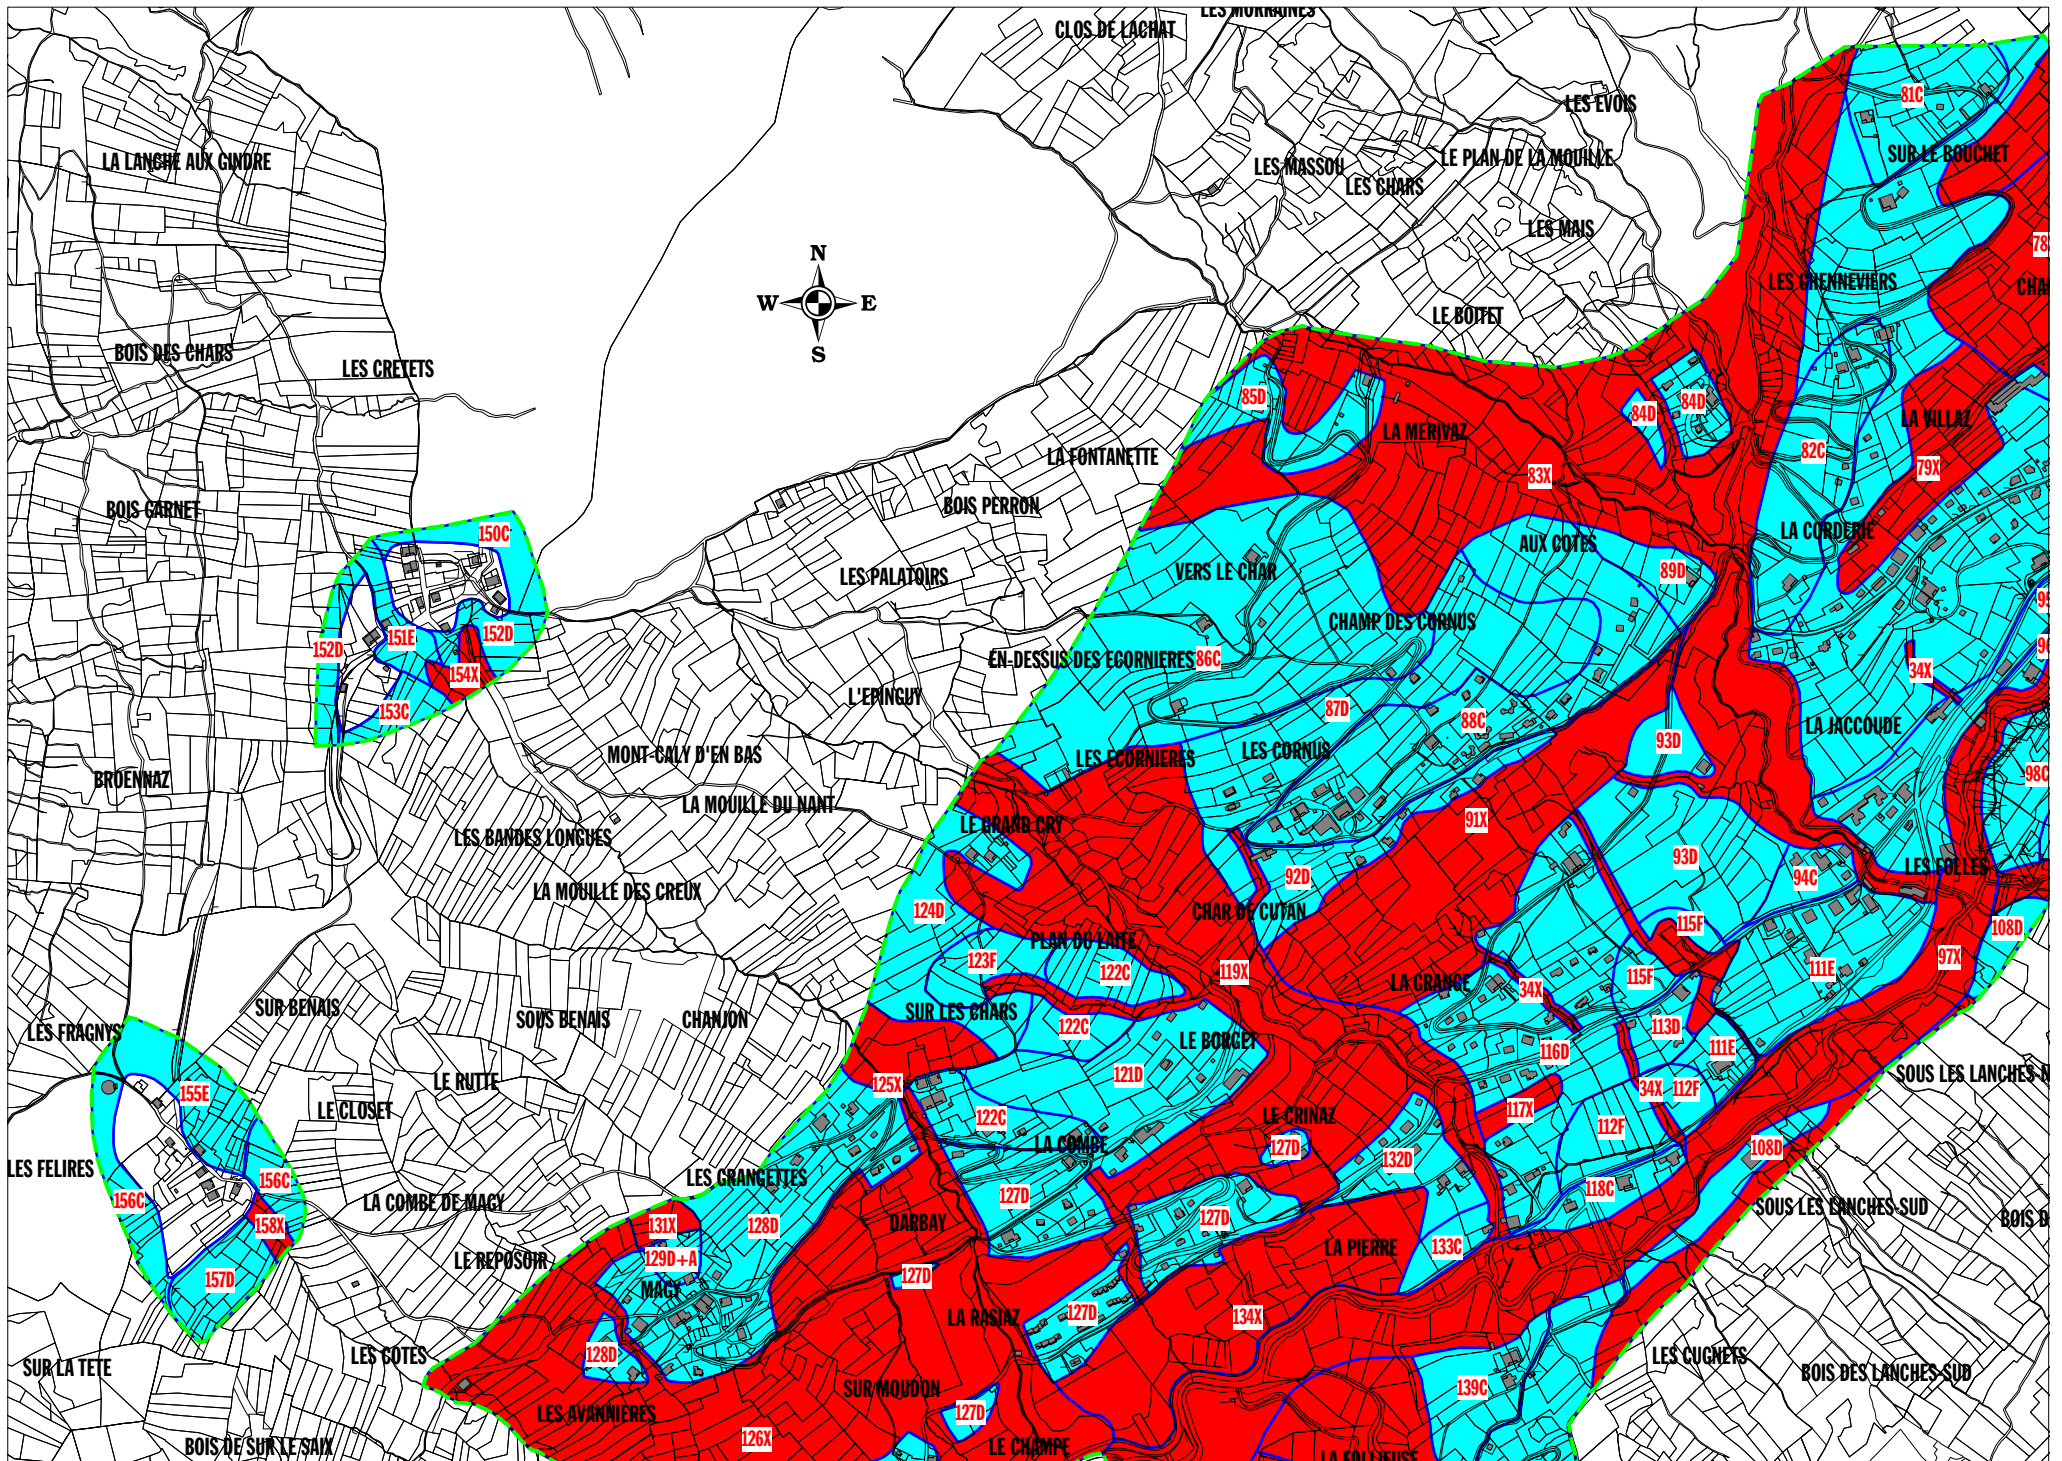 LES MORRAINES
CLOS DE LACHAT
81C
LES EVOIS
LA LANCHE AUX GINDRE
LES MASSOU
LE PLAN DE LA MOUILLE
SUR LE BOUCHET
LES CHARS
LES MAIS
N
W
E
S
LES CHENNEVIERS
LE BOITET
BOIS DES CHARS
LES CRETETS
85D
84D
84D
LA MERIVAZ
LA VILLAZ
82C
79X
LA FONTANETTE
83X
BOIS GARNET
BOIS PERRON
150C
AUX COTES
LA CORDERIE
89D
LES PALATOIRS
VERS LE CHAR
CHAMP DES CORNUS
152D
151E
152D
154X
EN-DESSUS DES ECORNIERES
86C
34X
L'EPINGUY
153C
87D
88C
LA JACCOUDE
93D
MONT-CALY D'EN BAS
LES ECORNIERES
LES CORNUS
BROENNAZ
98C
LA MOUILLE DU NANT
LE GRAND CRY
91X
LES BANDES LONGUES
93D
LES FOLLES
92D
94C
LA MOUILLE DES CREUX
124D
CHAR DE CUTAN
115F
108D
PLAN DU LAITE
123F
122C
119X
97X
111E
115F
LA GRANGE
34X
SUR BENAIS
SOUS BENAIS
CHANJON
SUR LES CHARS
122C
LES FRAGNYS
LE BORGET
113D
116D
111E
121D
SOUS LES LANCHES-N
LE RUTTE
125X
155E
34X
112F
LE CLOSET
122C
LE CRINAZ
117X
112F
LA COMBE
127D
108D
LES FELIRES
132D
LES GRANGETTES
156C
156C
LA COMBE DE MAGY
127D
118C
SOUS LES LANCHES-SUD
158X
131X
128D
DARBAY
127D
BOIS D
LE REPOSOIR
129D+A
LA PIERRE
133C
157D
127D
MAGY
LA RASIAZ
127D
134X
128D
LES COTES
LES CUGNETS
SUR LA TETE
BOIS DES LANCHES-SUD
SUR MOUDON
139C
LES AVANNIERES
127D
126X
BOIS DE SUR LE SAIX
LE CHAMPE
LA FOLLIEUSE